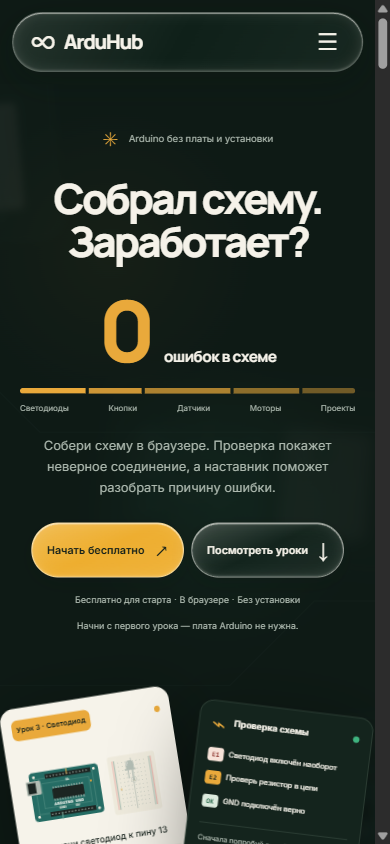 ArduHub
Arduino без платы и установки
Собрал схему.
Заработает?
0 ошибок в схеме
Светодиоды Кнопки Датчики Моторы Проекты
Собери схему в браузере. Проверка покажет
неверное соединение, а наставник поможет
разобрать причину ошибки.
Начать бесплатно ↗
Посмотреть уроки ↓
Бесплатно для старта · В браузере · Без установки
Начни с первого урока — плата Arduino не нужна.
Урок 3 · Светодиод
светодиод к пину 13
Проверка схемы
E1 Светодиод включён наоборот
E2 Проверь резистор в цепи
OK GND подключён верно
Сначала попробуй